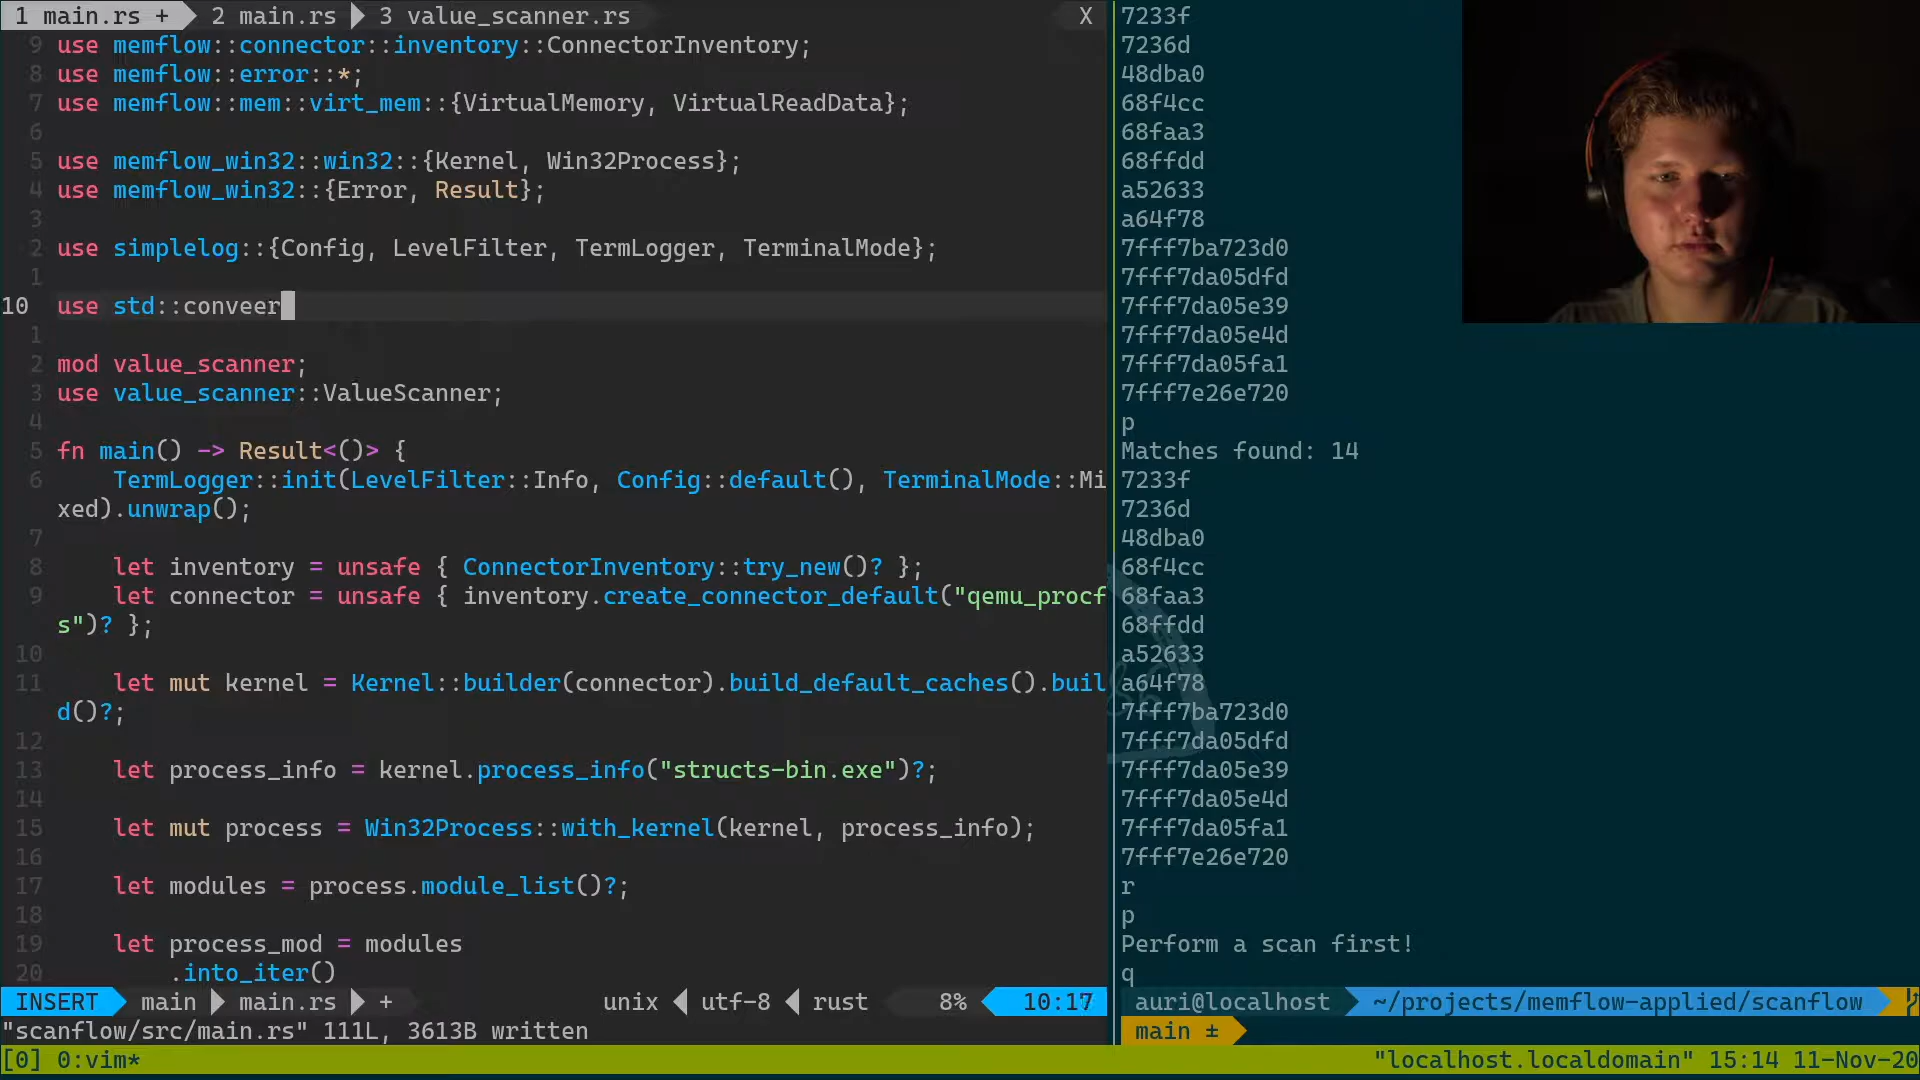 1 main.rs + 2 main.rs 3 value_scanner.rs X
9 use memflow::connector::inventory::ConnectorInventory;
8 use memflow::error::*;
7 use memflow::mem::virt_mem::{VirtualMemory, VirtualReadData};
6
5 use memflow_win32::win32::{Kernel, Win32Process};
4 use memflow_win32::{Error, Result};
3
2 use simplelog::{Config, LevelFilter, TermLogger, TerminalMode};
1
10 use std::conveer
1
2 mod value_scanner;
3 use value_scanner::ValueScanner;
4
5 fn main() -> Result<()> {
6 TermLogger::init(LevelFilter::Info, Config::default(), TerminalMode::Mi
xed).unwrap();
7
8 let inventory = unsafe { ConnectorInventory::try_new()? };
9 let connector = unsafe { inventory.create_connector_default("qemu_procf
s")? };
10
11 let mut kernel = Kernel::builder(connector).build_default_caches().buil
d()?;
12
13 let process_info = kernel.process_info("structs-bin.exe")?;
14
15 let mut process = Win32Process::with_kernel(kernel, process_info);
16
17 let modules = process.module_list()?;
18
19 let process_mod = modules
20 .into_iter()
INSERT main main.rs + unix utf-8 rust 8% 10:17
"scanflow/src/main.rs" 111L, 3613B written
7233f
7236d
48dba0
68f4cc
68faa3
68ffdd
a52633
a64f78
7fff7ba723d0
7fff7da05dfd
7fff7da05e39
7fff7da05e4d
7fff7da05fa1
7fff7e26e720
p
Matches found: 14
7233f
7236d
48dba0
68f4cc
68faa3
68ffdd
a52633
a64f78
7fff7ba723d0
7fff7da05dfd
7fff7da05e39
7fff7da05e4d
7fff7da05fa1
7fff7e26e720
r
p
Perform a scan first!
q
auri@localhost ~/projects/memflow-applied/scanflow
main ±
[0] 0:vim* "localhost.localdomain" 15:14 11-Nov-20